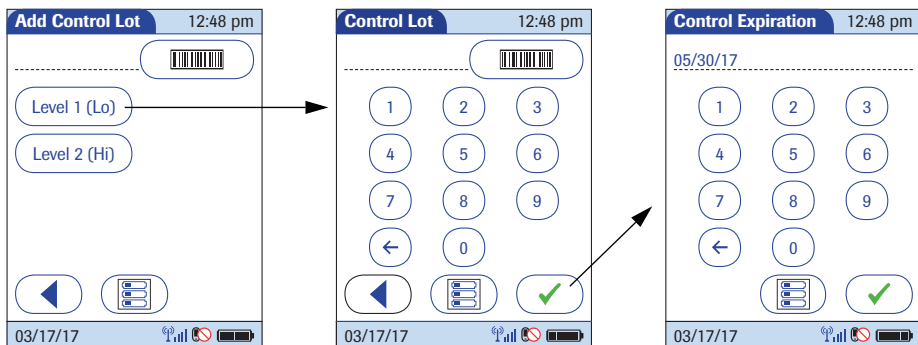 Add Control Lot 12:48 pm
Level 1 (Lo)
Level 2 (Hi)
03/17/17
Control Lot 12:48 pm
1 2 3
4 5 6
7 8 9
0
03/17/17
Control Expiration 12:48 pm
05/30/17
1 2 3
4 5 6
7 8 9
0
03/17/17